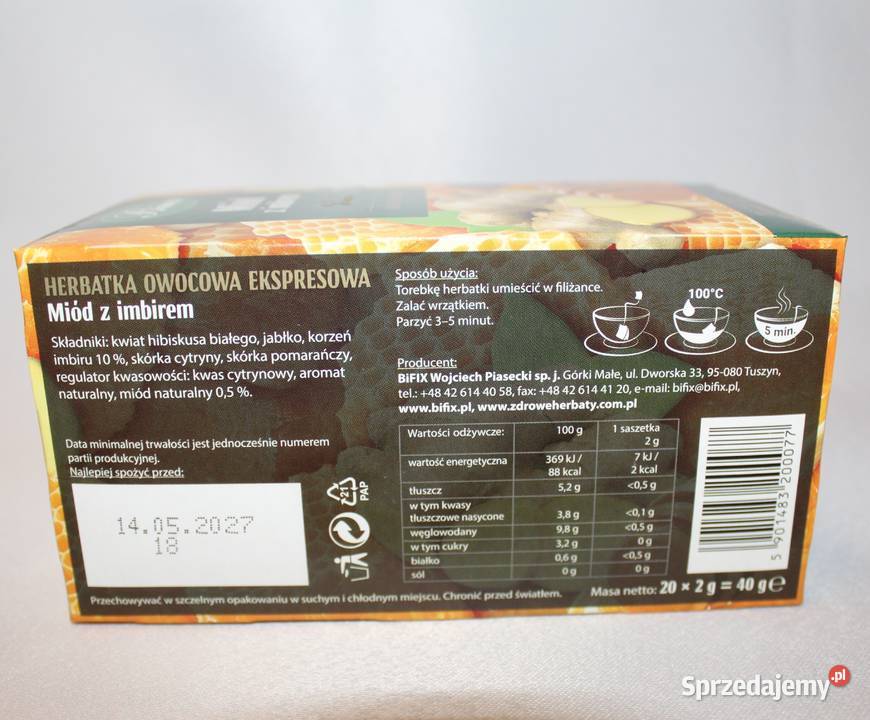 HERBATKA OWOCOWA EKSPRESOWA
Miód z imbirem
Składniki: kwiat hibiskusa białego, jabłko, korzeń
imbiru 10 %, skórka cytryny, skórka pomarańczy,
regulator kwasowości: kwas cytrynowy, aromat
naturalny, miód naturalny 0,5 %.
Data minimalnej trwałości jest jednocześnie numerem
partii produkcyjnej.
Najlepiej spożyć przed:
14.05.2027
18
21
PAP
Sposób użycia:
Torebkę herbatki umieścić w filiżance.
Zalać wrzątkiem.
Parzyć 3–5 minut.
100°C
5 min.
Producent:
BiFIX Wojciech Piasecki sp. j. Górki Małe, ul. Dworska 33, 95-080 Tuszyn,
tel.: +48 42 614 40 58, fax: +48 42 614 41 20, e-mail: bifix@bifix.pl,
www.bifix.pl, www.zdroweherbaty.com.pl
Wartości odżywcze: 100 g 1 saszetka
2 g
wartość energetyczna 369 kJ / 7 kJ /
88 kcal 2 kcal
tłuszcz 5,2 g <0,5 g
w tym kwasy
tłuszczowe nasycone 3,8 g <0,1 g
węglowodany 9,8 g <0,5 g
w tym cukry 3,2 g 0 g
białko 0,6 g <0,5 g
sól 0 g 0 g
5 901483 200077
Przechowywać w szczelnym opakowaniu w suchym i chłodnym miejscu. Chronić przed światłem.
Masa netto: 20 × 2 g = 40 g e
Sprzedajemy.pl